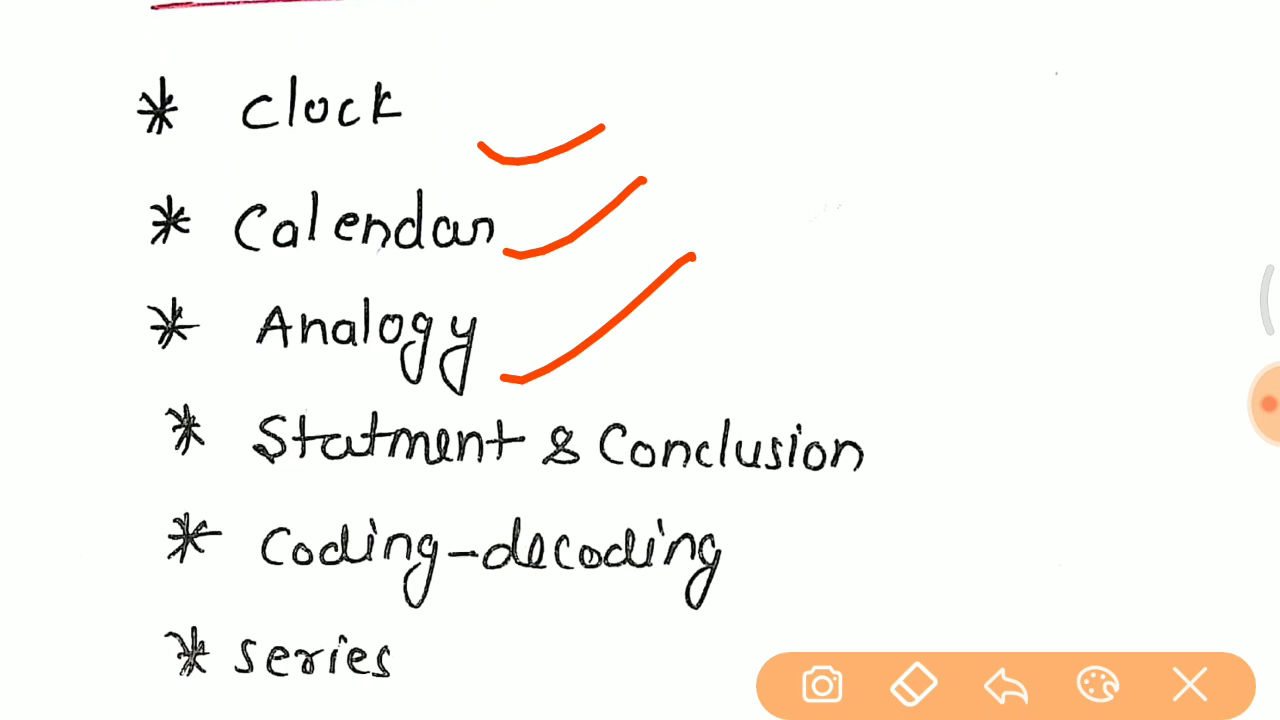 * Clock
* Calendar
* Analogy
* Statment & Conclusion
* Coding-decoding
* Series